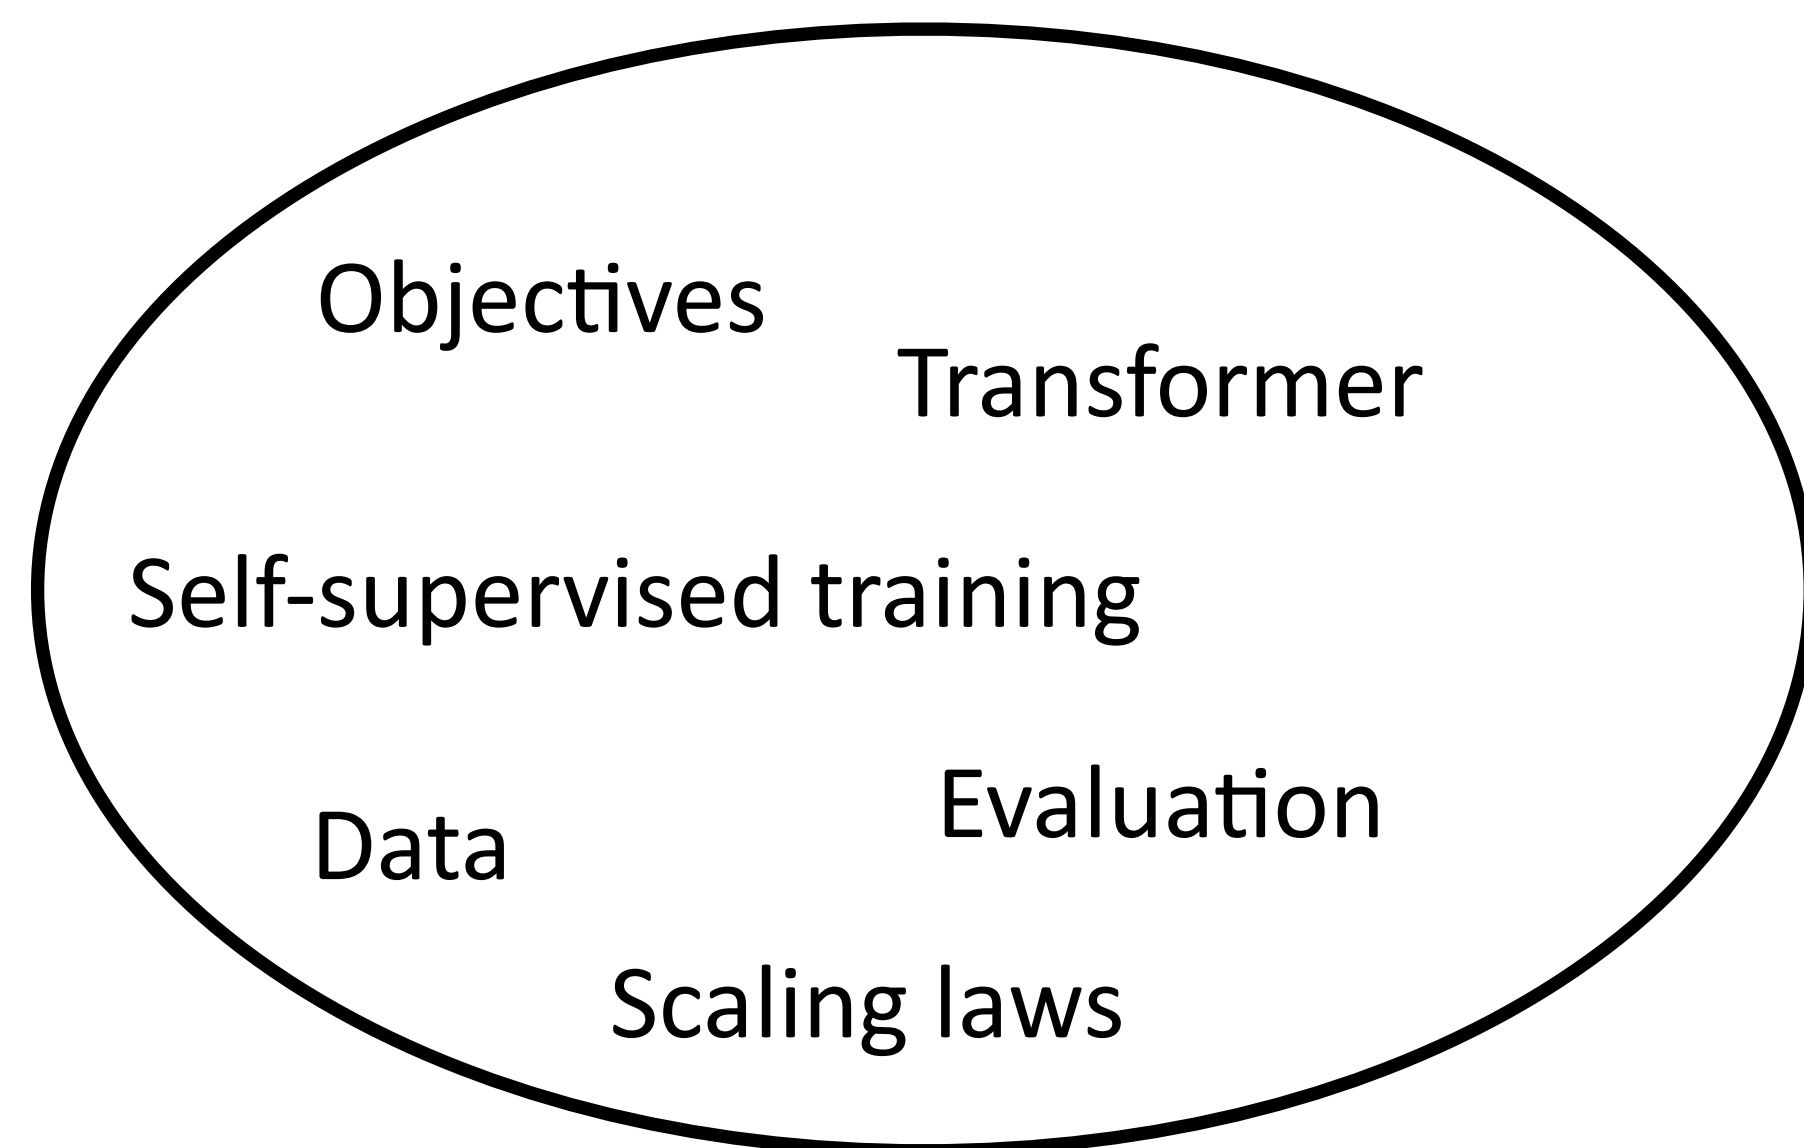 Objectives
Transformer
Self-supervised training
Evaluation
Data
Scaling laws